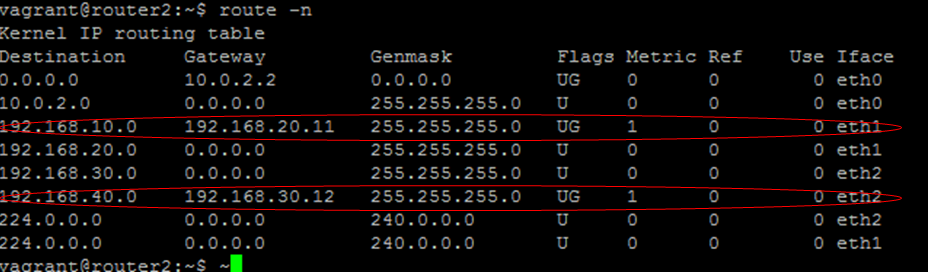 vagrant@router2:~$ route -n
Kernel IP routing table
Destination Gateway Genmask Flags Metric Ref Use Iface
0.0.0.0 10.0.2.2 0.0.0.0 UG 0 0 0 eth0
10.0.2.0 0.0.0.0 255.255.255.0 U 0 0 0 eth0
192.168.10.0 192.168.20.11 255.255.255.0 UG 1 0 0 eth1
192.168.20.0 0.0.0.0 255.255.255.0 U 0 0 0 eth1
192.168.30.0 0.0.0.0 255.255.255.0 U 0 0 0 eth2
192.168.40.0 192.168.30.12 255.255.255.0 UG 1 0 0 eth2
224.0.0.0 0.0.0.0 240.0.0.0 U 0 0 0 eth2
224.0.0.0 0.0.0.0 240.0.0.0 U 0 0 0 eth1
vagrant@router2:~$ ~